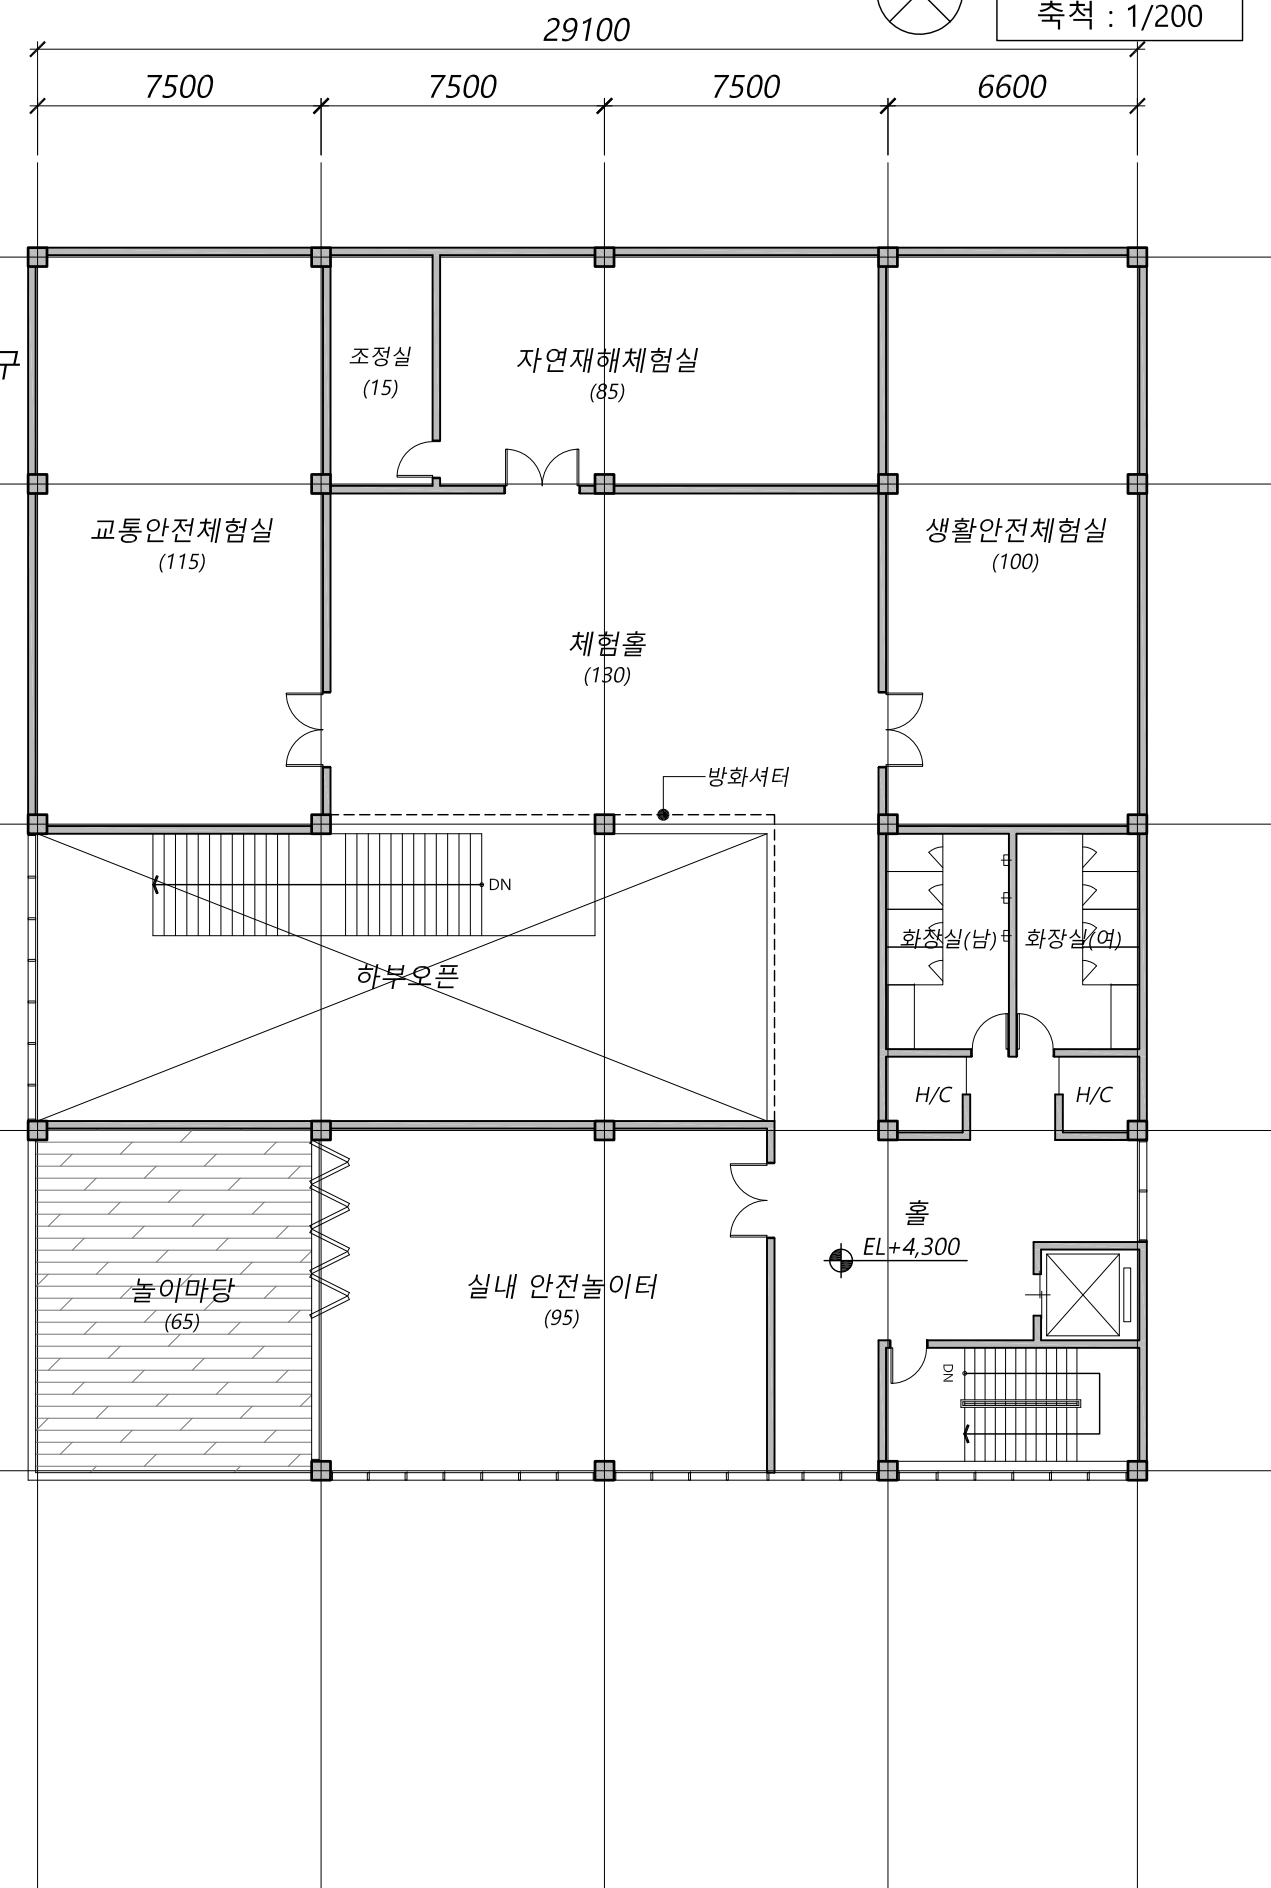 축척 : 1/200
29100
7500
7500
7500
6600
구
조정실
(15)
자연재해체험실
(85)
교통안전체험실
(115)
생활안전체험실
(100)
체험홀
(130)
방화셔터
DN
하부오픈
화장실(남)
화장실(여)
H/C
H/C
홀
EL+4,300
놀이마당
(65)
실내 안전놀이터
(95)
DN